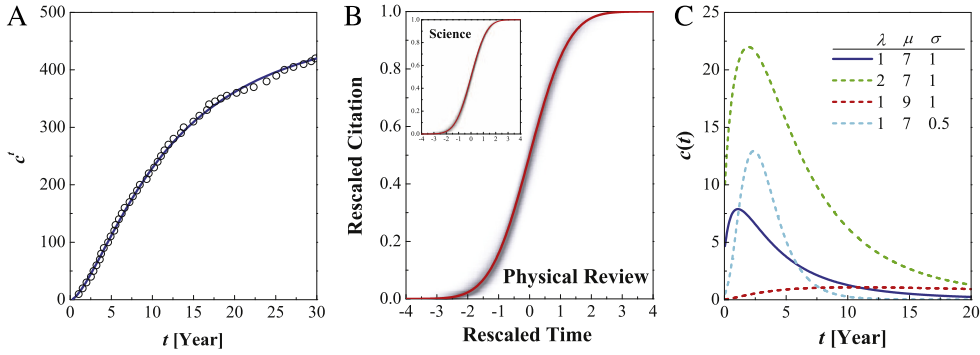 A
400
300
200
100
0
c^t
0 5 10 15 20 25 30
t [Year]
B
1.0
0.8
0.6
0.4
0.2
0.0
Rescaled Citation
Science
1.0
0.8
0.6
0.4
0.2
0.0
-4 -2 -1 0 1 2 4
Physical Review
-4 -3 -2 -1 0 1 2 3 4
Rescaled Time
C
25
20
15
10
5
0
c(t)
λ μ σ
1 7 1
2 7 1
1 9 1
1 7 0.5
0 5 10 15 20
t [Year]